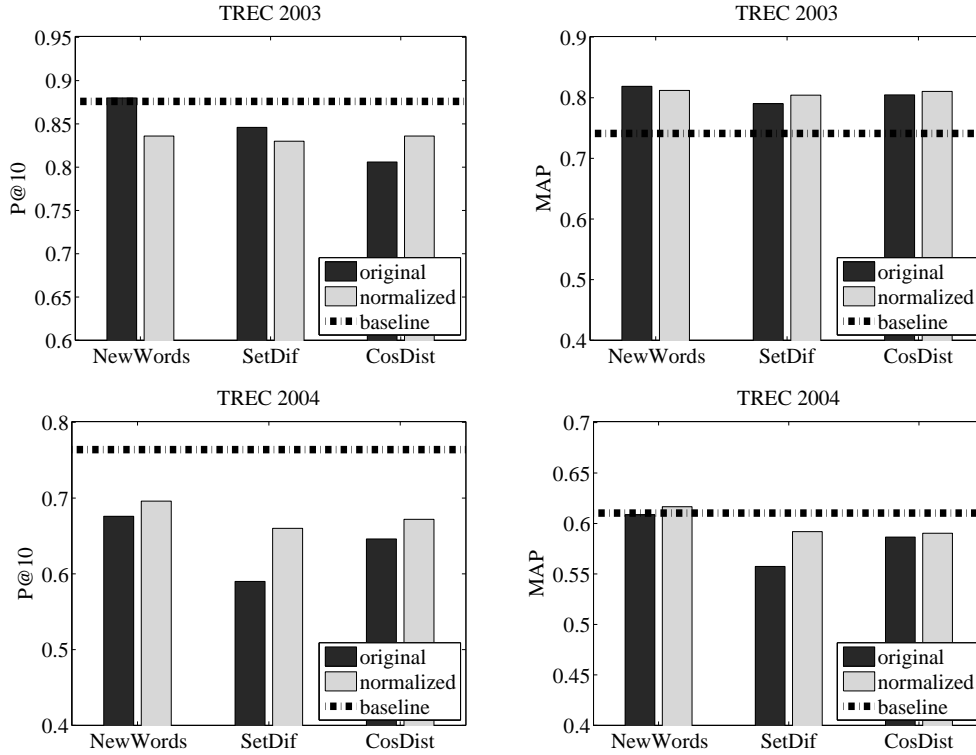 TREC 2003
0.95
0.9
0.85
0.8
0.75
0.7
0.65
0.6
P@10
NewWords SetDif CosDist
original
normalized
baseline
TREC 2003
0.9
0.8
0.7
0.6
0.5
0.4
MAP
NewWords SetDif CosDist
original
normalized
baseline
TREC 2004
0.8
0.7
0.6
0.5
0.4
P@10
NewWords SetDif CosDist
original
normalized
baseline
TREC 2004
0.7
0.65
0.6
0.55
0.5
0.45
0.4
MAP
NewWords SetDif CosDist
original
normalized
baseline